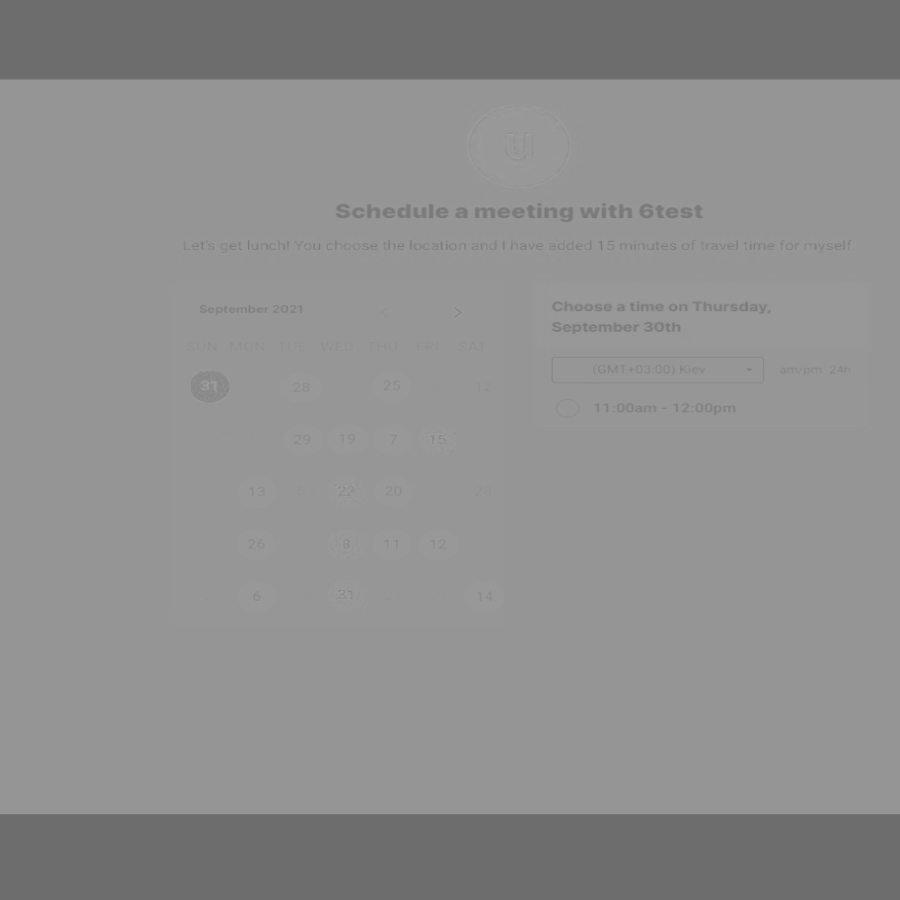 Schedule a meeting with 6test
Let's get lunch! You choose the location and I have added 15 minutes of travel time for myself
September 2021
SUN MON TUE WED THU FRI SAT
31 28 25 12
29 19 7 15
13 22 20
26 8 11 12
6 31 14
Choose a time on Thursday,
September 30th
(GMT+03:00) Kiev am/pm 24h
11:00am - 12:00pm